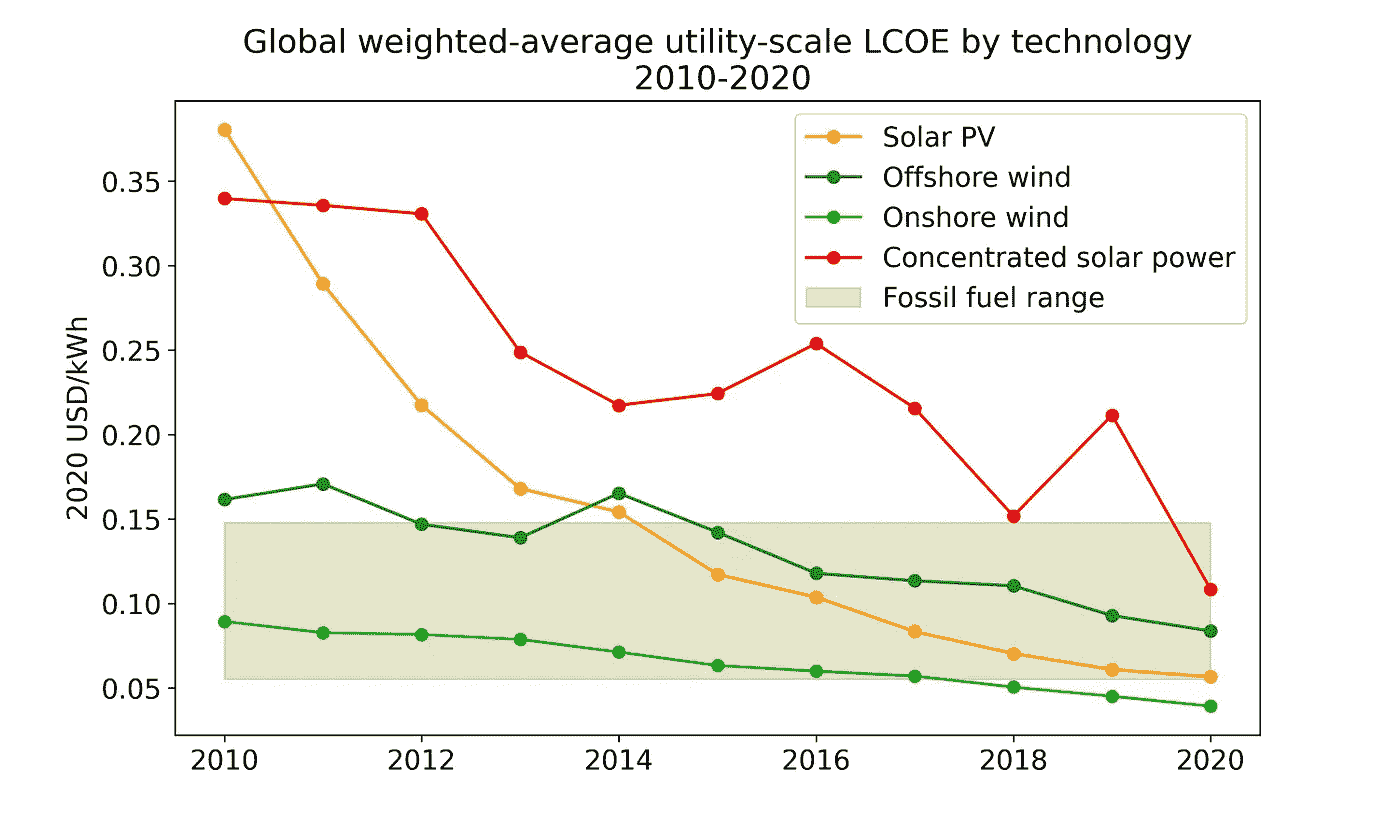 Global weighted-average utility-scale LCOE by technology
2010-2020
Solar PV
Offshore wind
Onshore wind
Concentrated solar power
Fossil fuel range
2020 USD/kWh
0.35
0.30
0.25
0.20
0.15
0.10
0.05
2010 2012 2014 2016 2018 2020